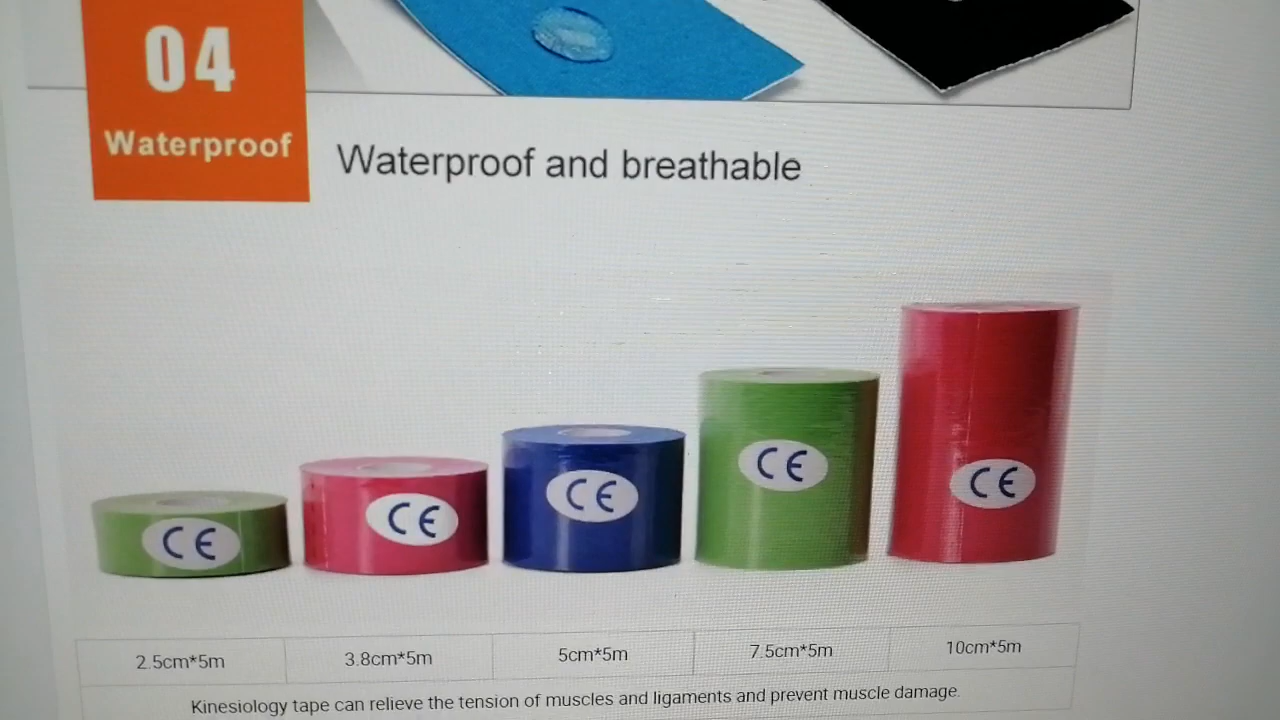 04
Waterproof
Waterproof and breathable
CE
CE
CE
CE
CE
2.5cm*5m 3.8cm*5m 5cm*5m 7.5cm*5m 10cm*5m
Kinesiology tape can relieve the tension of muscles and ligaments and prevent muscle damage.